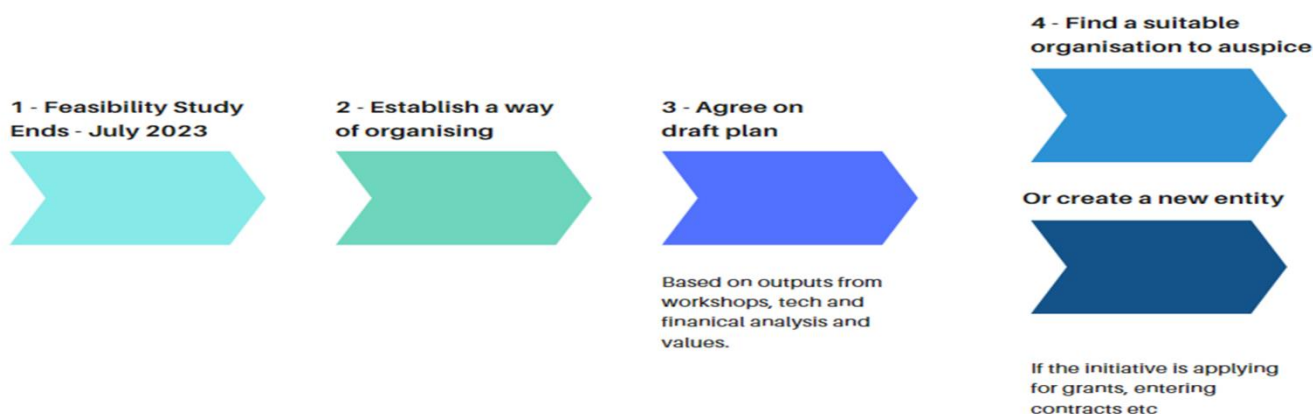 1 - Feasibility Study
Ends - July 2023
2 - Establish a way
of organising
3 - Agree on
draft plan
Based on outputs from
workshops, tech and
finanical analysis and
values.
4 - Find a suitable
organisation to auspice
Or create a new entity
If the initiative is applying
for grants, entering
contracts etc